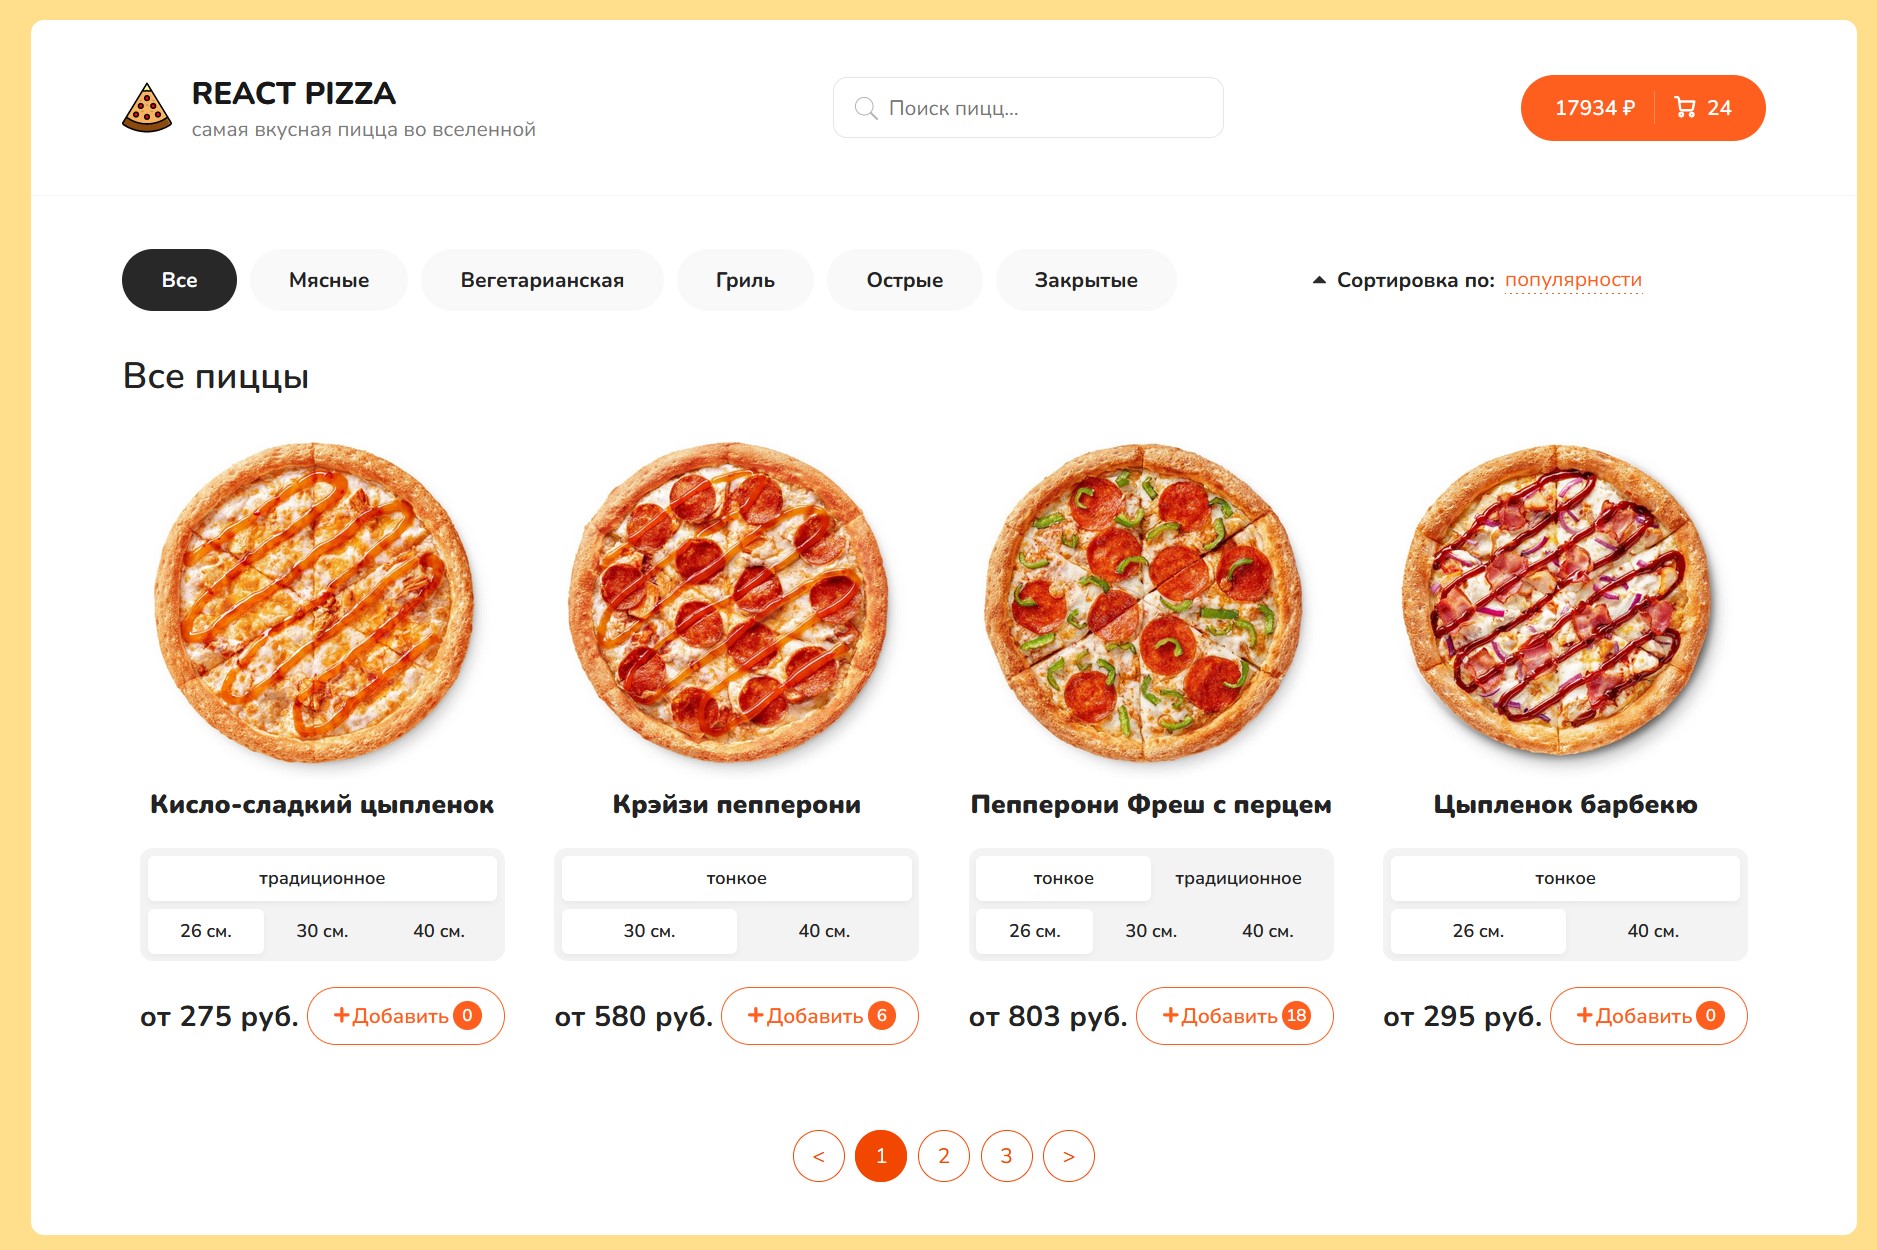 REACT PIZZA
самая вкусная пицца во вселенной
Поиск пицц...
17934 ₽ 24
Все Мясные Вегетарианская Гриль Острые Закрытые Сортировка по: популярности
Все пиццы
Кисло-сладкий цыпленок
традиционное
26 см. 30 см. 40 см.
от 275 руб. +Добавить 0
Крэйзи пепперони
тонкое
30 см. 40 см.
от 580 руб. +Добавить 6
Пепперони Фреш с перцем
тонкое традиционное
26 см. 30 см. 40 см.
от 803 руб. +Добавить 18
Цыпленок барбекю
тонкое
26 см. 40 см.
от 295 руб. +Добавить 0
< 1 2 3 >